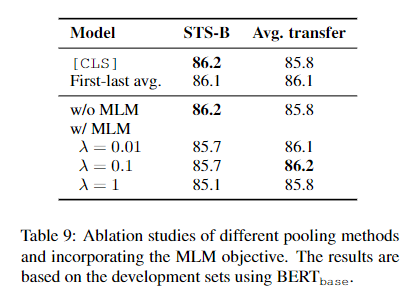 Model STS-B Avg. transfer
[CLS] 86.2 85.8
First-last avg. 86.1 86.1
w/o MLM 86.2 85.8
w/ MLM
λ = 0.01 85.7 86.1
λ = 0.1 85.7 86.2
λ = 1 85.1 85.8
Table 9: Ablation studies of different pooling methods
and incorporating the MLM objective. The results are
based on the development sets using BERTbase.